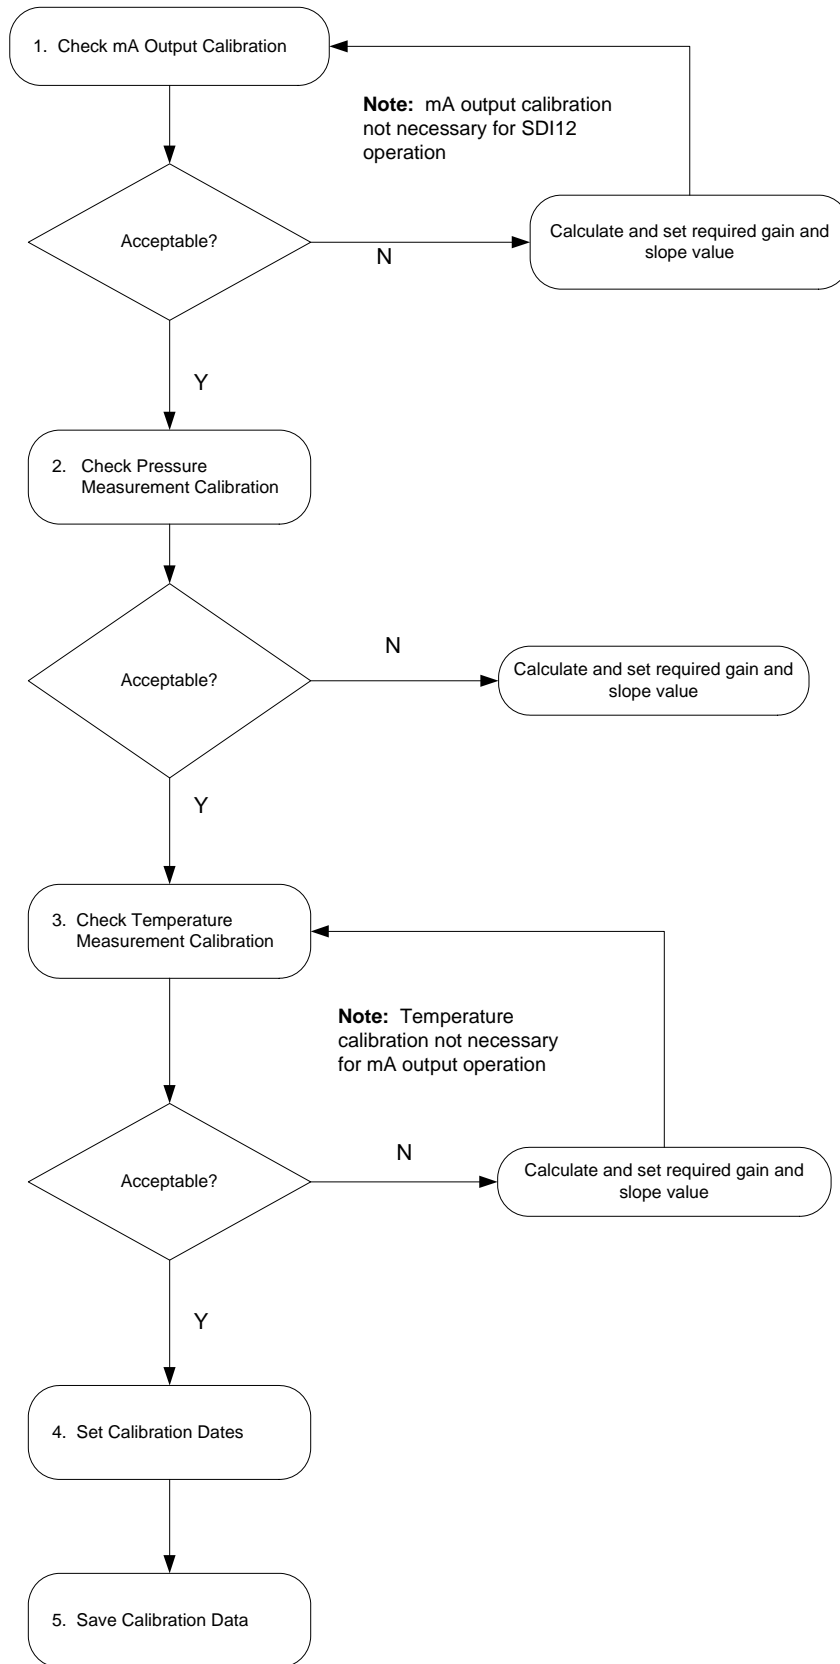 1. Check mA Output Calibration
Note: mA output calibration
not necessary for SDI12
operation
Acceptable?
N
Calculate and set required gain and
slope value
Y
2. Check Pressure
Measurement Calibration
Acceptable?
N
Calculate and set required gain and
slope value
Y
3. Check Temperature
Measurement Calibration
Note: Temperature
calibration not necessary
for mA output operation
Acceptable?
N
Calculate and set required gain and
slope value
Y
4. Set Calibration Dates
5. Save Calibration Data